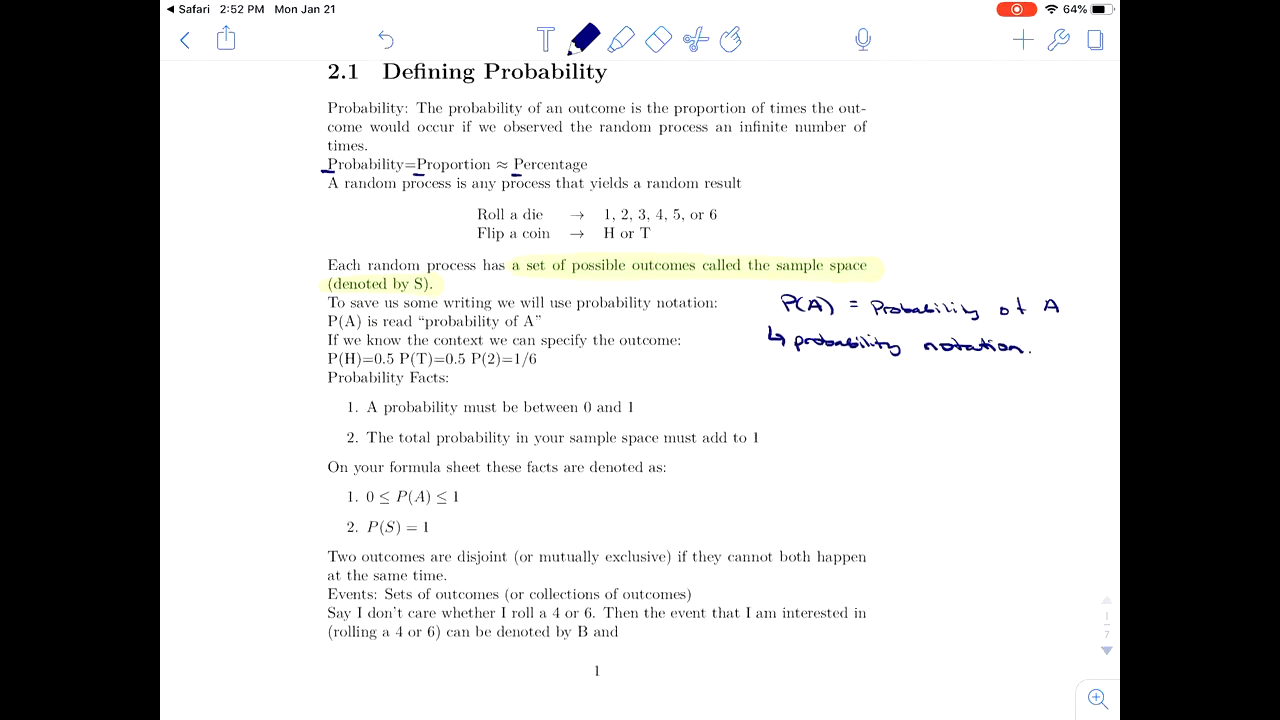 Safari 2:52 PM Mon Jan 21 64%
T
2.1 Defining Probability
Probability: The probability of an outcome is the proportion of times the out-
come would occur if we observed the random process an infinite number of
times.
Probability=Proportion ≈ Percentage
A random process is any process that yields a random result
Roll a die → 1, 2, 3, 4, 5, or 6
Flip a coin → H or T
Each random process has a set of possible outcomes called the sample space
(denoted by S).
To save us some writing we will use probability notation:
P(A) = Probability of A
P(A) is read “probability of A”
↳ probability notation.
If we know the context we can specify the outcome:
P(H)=0.5 P(T)=0.5 P(2)=1/6
Probability Facts:
1. A probability must be between 0 and 1
2. The total probability in your sample space must add to 1
On your formula sheet these facts are denoted as:
1. 0 ≤ P(A) ≤ 1
2. P(S) = 1
Two outcomes are disjoint (or mutually exclusive) if they cannot both happen
at the same time.
Events: Sets of outcomes (or collections of outcomes)
Say I don't care whether I roll a 4 or 6. Then the event that I am interested in
(rolling a 4 or 6) can be denoted by B and
1
1
7